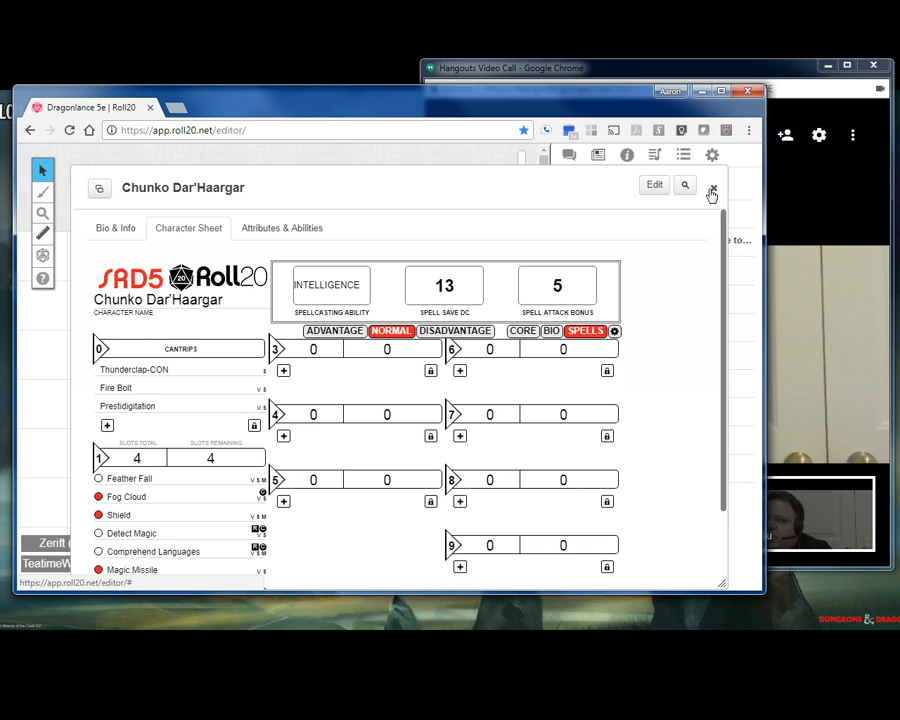 Hangouts Video Call - Google Chrome
Aaron
Dragonlance 5e | Roll20
https://app.roll20.net/editor/
Chunko Dar'Haargar
Edit
Bio & Info
Character Sheet
Attributes & Abilities
e to...
SRD5 20 Roll20
INTELLIGENCE
13
5
Chunko Dar'Haargar
CHARACTER NAME
SPELLCASTING ABILITY
SPELL SAVE DC
SPELL ATTACK BONUS
ADVANTAGE NORMAL DISADVANTAGE
CORE BIO SPELLS
0 CANTRIPS
3 0 0
6 0 0
Thunderclap-CON S
Fire Bolt V S
Prestidigitation V S
4 0 0
7 0 0
SLOTS TOTAL SLOTS REMAINING
1 4 4
5 0 0
8 0 0
Feather Fall V S M
Fog Cloud C V S
Shield V S M
Detect Magic R C V S
Comprehend Languages R C V S M
Magic Missile V S
9 0 0
Zerift (
TeatimeW
https://app.roll20.net/editor/#
DUNGEONS & DRAGO